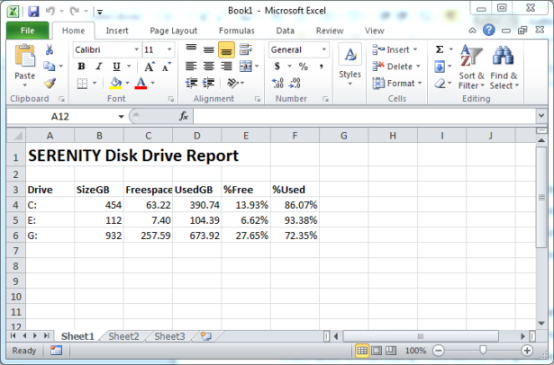 Book1 - Microsoft Excel
File Home Insert Page Layout Formulas Data Review View
Calibri 11 General Insert
Paste B I U $ % , Styles Delete Sort & Filter Find & Select
A A Format
Clipboard Font Alignment Number Cells Editing
A12 fx
A B C D E F G H I J
1 SERENITY Disk Drive Report
2
3 Drive SizeGB Freespace UsedGB %Free %Used
4 C: 454 63.22 390.74 13.93% 86.07%
5 E: 112 7.40 104.39 6.62% 93.38%
6 G: 932 257.59 673.92 27.65% 72.35%
7
8
9
10
11
12
Sheet1 Sheet2 Sheet3
Ready 100%